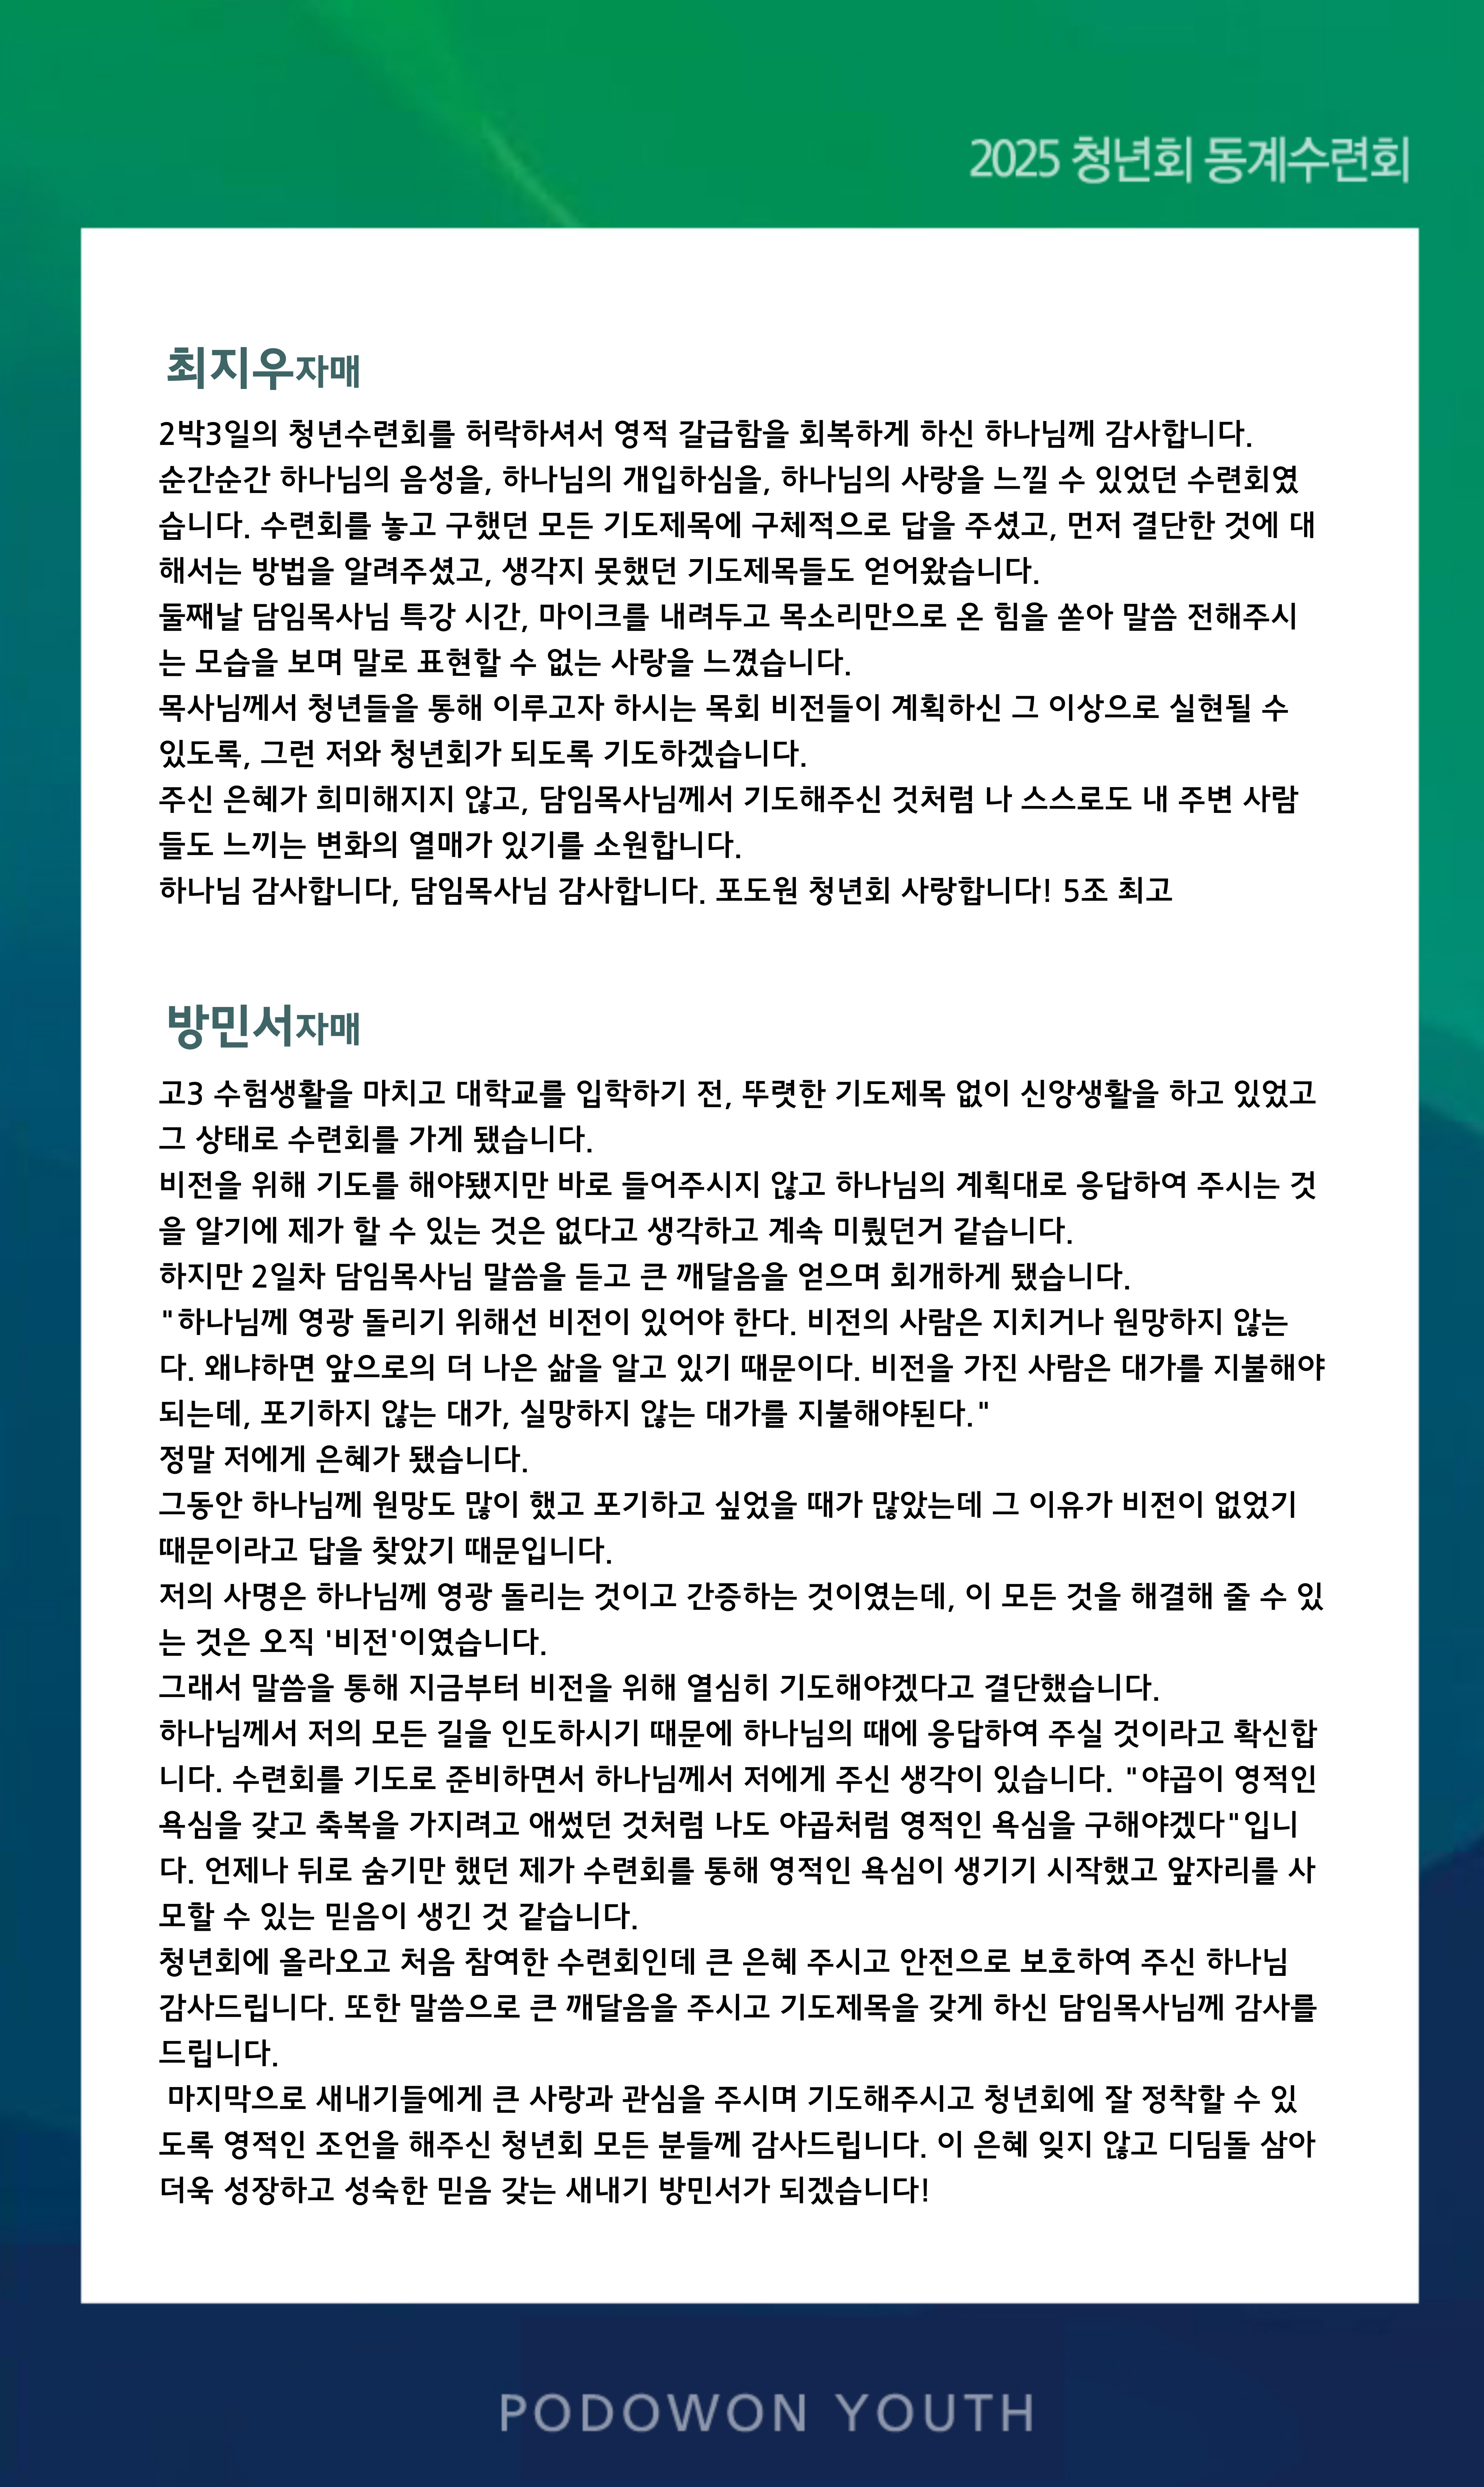 2025 청년회 동계수련회
최지우자매
2박3일의 청년수련회를 허락하셔서 영적 갈급함을 회복하게 하신 하나님께 감사합니다.
순간순간 하나님의 음성을, 하나님의 개입하심을, 하나님의 사랑을 느낄 수 있었던 수련회였
습니다. 수련회를 놓고 구했던 모든 기도제목에 구체적으로 답을 주셨고, 먼저 결단한 것에 대
해서는 방법을 알려주셨고, 생각지 못했던 기도제목들도 얻어왔습니다.
둘째날 담임목사님 특강 시간, 마이크를 내려두고 목소리만으로 온 힘을 쏟아 말씀 전해주시
는 모습을 보며 말로 표현할 수 없는 사랑을 느꼈습니다.
목사님께서 청년들을 통해 이루고자 하시는 목회 비전들이 계획하신 그 이상으로 실현될 수
있도록, 그런 저와 청년회가 되도록 기도하겠습니다.
주신 은혜가 희미해지지 않고, 담임목사님께서 기도해주신 것처럼 나 스스로도 내 주변 사람
들도 느끼는 변화의 열매가 있기를 소원합니다.
하나님 감사합니다, 담임목사님 감사합니다. 포도원 청년회 사랑합니다! 5조 최고
방민서자매
고3 수험생활을 마치고 대학교를 입학하기 전, 뚜렷한 기도제목 없이 신앙생활을 하고 있었고
그 상태로 수련회를 가게 됐습니다.
비전을 위해 기도를 해야됐지만 바로 들어주시지 않고 하나님의 계획대로 응답하여 주시는 것
을 알기에 제가 할 수 있는 것은 없다고 생각하고 계속 미뤘던거 같습니다.
하지만 2일차 담임목사님 말씀을 듣고 큰 깨달음을 얻으며 회개하게 됐습니다.
"하나님께 영광 돌리기 위해선 비전이 있어야 한다. 비전의 사람은 지치거나 원망하지 않는
다. 왜냐하면 앞으로의 더 나은 삶을 알고 있기 때문이다. 비전을 가진 사람은 대가를 지불해야
되는데, 포기하지 않는 대가, 실망하지 않는 대가를 지불해야된다."
정말 저에게 은혜가 됐습니다.
그동안 하나님께 원망도 많이 했고 포기하고 싶었을 때가 많았는데 그 이유가 비전이 없었기
때문이라고 답을 찾았기 때문입니다.
저의 사명은 하나님께 영광 돌리는 것이고 간증하는 것이였는데, 이 모든 것을 해결해 줄 수 있
는 것은 오직 '비전'이였습니다.
그래서 말씀을 통해 지금부터 비전을 위해 열심히 기도해야겠다고 결단했습니다.
하나님께서 저의 모든 길을 인도하시기 때문에 하나님의 때에 응답하여 주실 것이라고 확신합
니다. 수련회를 기도로 준비하면서 하나님께서 저에게 주신 생각이 있습니다. "야곱이 영적인
욕심을 갖고 축복을 가지려고 애썼던 것처럼 나도 야곱처럼 영적인 욕심을 구해야겠다"입니
다. 언제나 뒤로 숨기만 했던 제가 수련회를 통해 영적인 욕심이 생기기 시작했고 앞자리를 사
모할 수 있는 믿음이 생긴 것 같습니다.
청년회에 올라오고 처음 참여한 수련회인데 큰 은혜 주시고 안전으로 보호하여 주신 하나님
감사드립니다. 또한 말씀으로 큰 깨달음을 주시고 기도제목을 갖게 하신 담임목사님께 감사를
드립니다.
마지막으로 새내기들에게 큰 사랑과 관심을 주시며 기도해주시고 청년회에 잘 정착할 수 있
도록 영적인 조언을 해주신 청년회 모든 분들께 감사드립니다. 이 은혜 잊지 않고 디딤돌 삼아
더욱 성장하고 성숙한 믿음 갖는 새내기 방민서가 되겠습니다!
PODOWON YOUTH